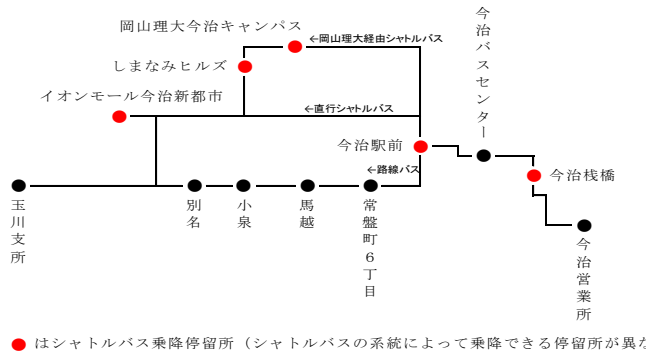 岡山理大今治キャンパス
←岡山理大経由シャトルバス
しまなみヒルズ
イオンモール今治新都市
←直行シャトルバス
今治バスセンター
今治駅前
←路線バス
今治桟橋
玉川支所
別名
小泉
馬越
常盤町6丁目
今治営業所
はシャトルバス乗降停留所（シャトルバスの系統によって乗降できる停留所が異な